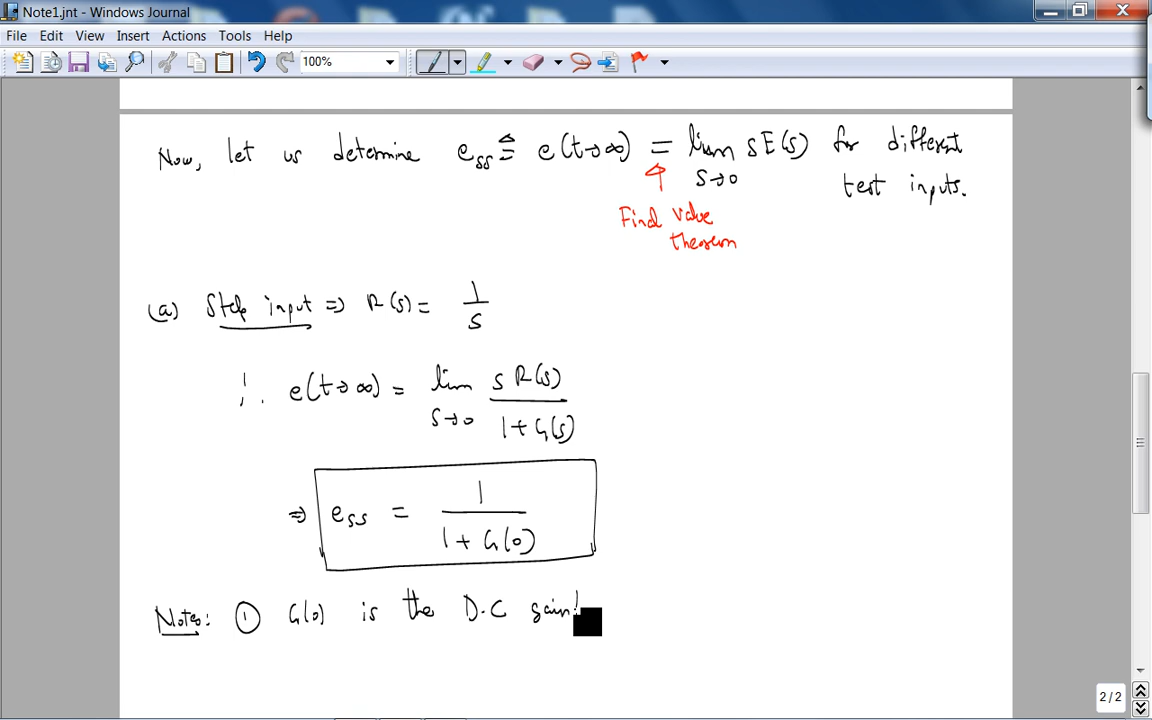 Note1.jnt - Windows Journal
File Edit View Insert Actions Tools Help
100%
Now, let us determine ess ≜ e(t→∞) = lim s→0 sE(s) for different
test inputs.
Final value
theorem
(a) Step input ⇒ R(s) = 1/s
∴ e(t→∞) = lim s→0 sR(s)/(1+G(s))
⇒ ess = 1/(1+G(0))
Notes: ① G(0) is the D.C gain!
2/2